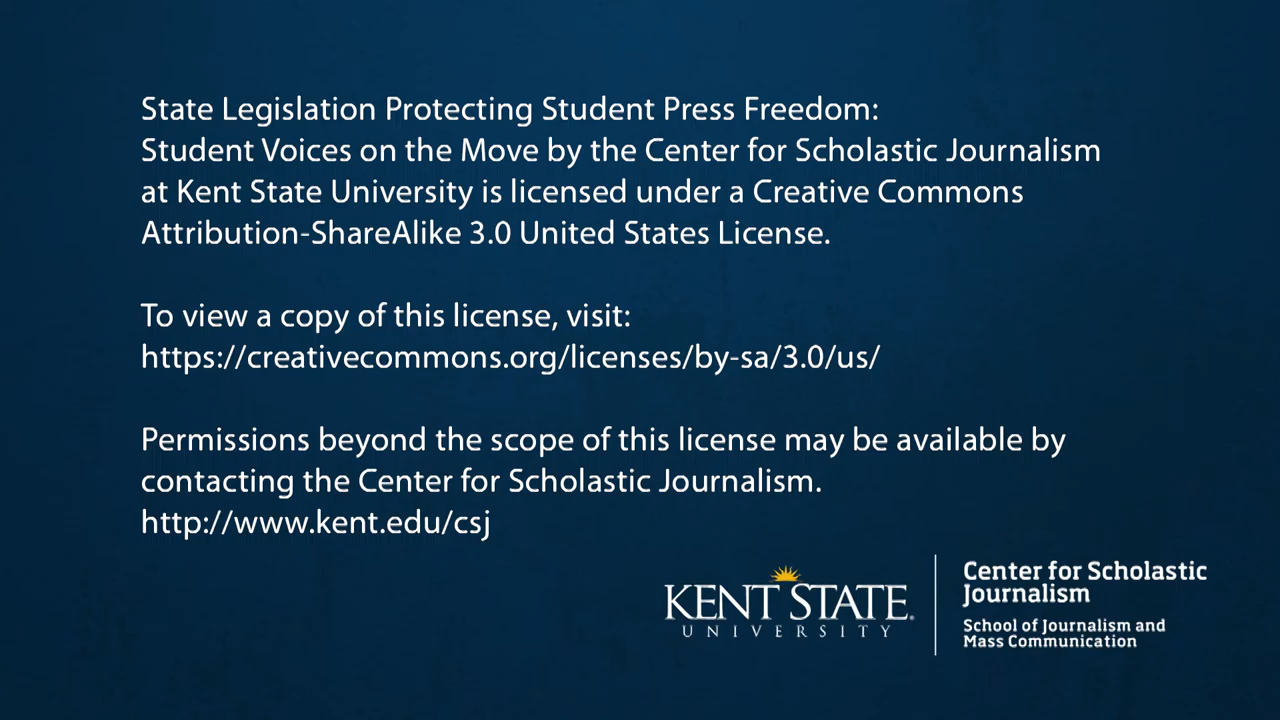 State Legislation Protecting Student Press Freedom:
Student Voices on the Move by the Center for Scholastic Journalism
at Kent State University is licensed under a Creative Commons
Attribution-ShareAlike 3.0 United States License.
To view a copy of this license, visit:
https://creativecommons.org/licenses/by-sa/3.0/us/
Permissions beyond the scope of this license may be available by
contacting the Center for Scholastic Journalism.
http://www.kent.edu/csj
KENT STATE®
UNIVERSITY
Center for Scholastic
Journalism
School of Journalism and
Mass Communication